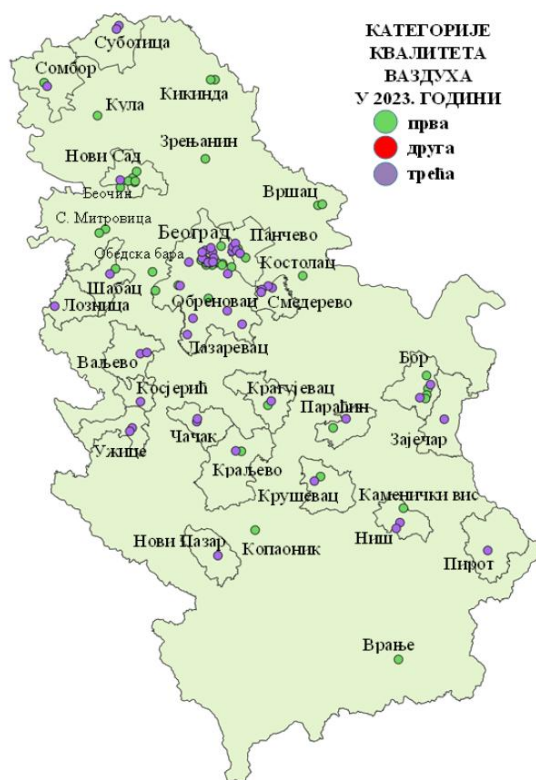 КАТЕГОРИЈЕ
КВАЛИТЕТА
ВАЗДУХА
У 2023. ГОДИНИ
прва
друга
трећа
Суботица
Сомбор
Кикинда
Кула
Зрењанин
Нови Сад
Беочин
Вршац
С. Митровица
Београд
Панчево
Обедска бара
Костолац
Шабац
Лозница
Обреновац
Смедерево
Лазаревац
Ваљево
Бор
Косјерић
Крагујевац
Параћин
Зајечар
Ужице
Чачак
Краљево
Крушевац
Каменички вис
Нови Пазар
Копаоник
Ниш
Пирот
Врање